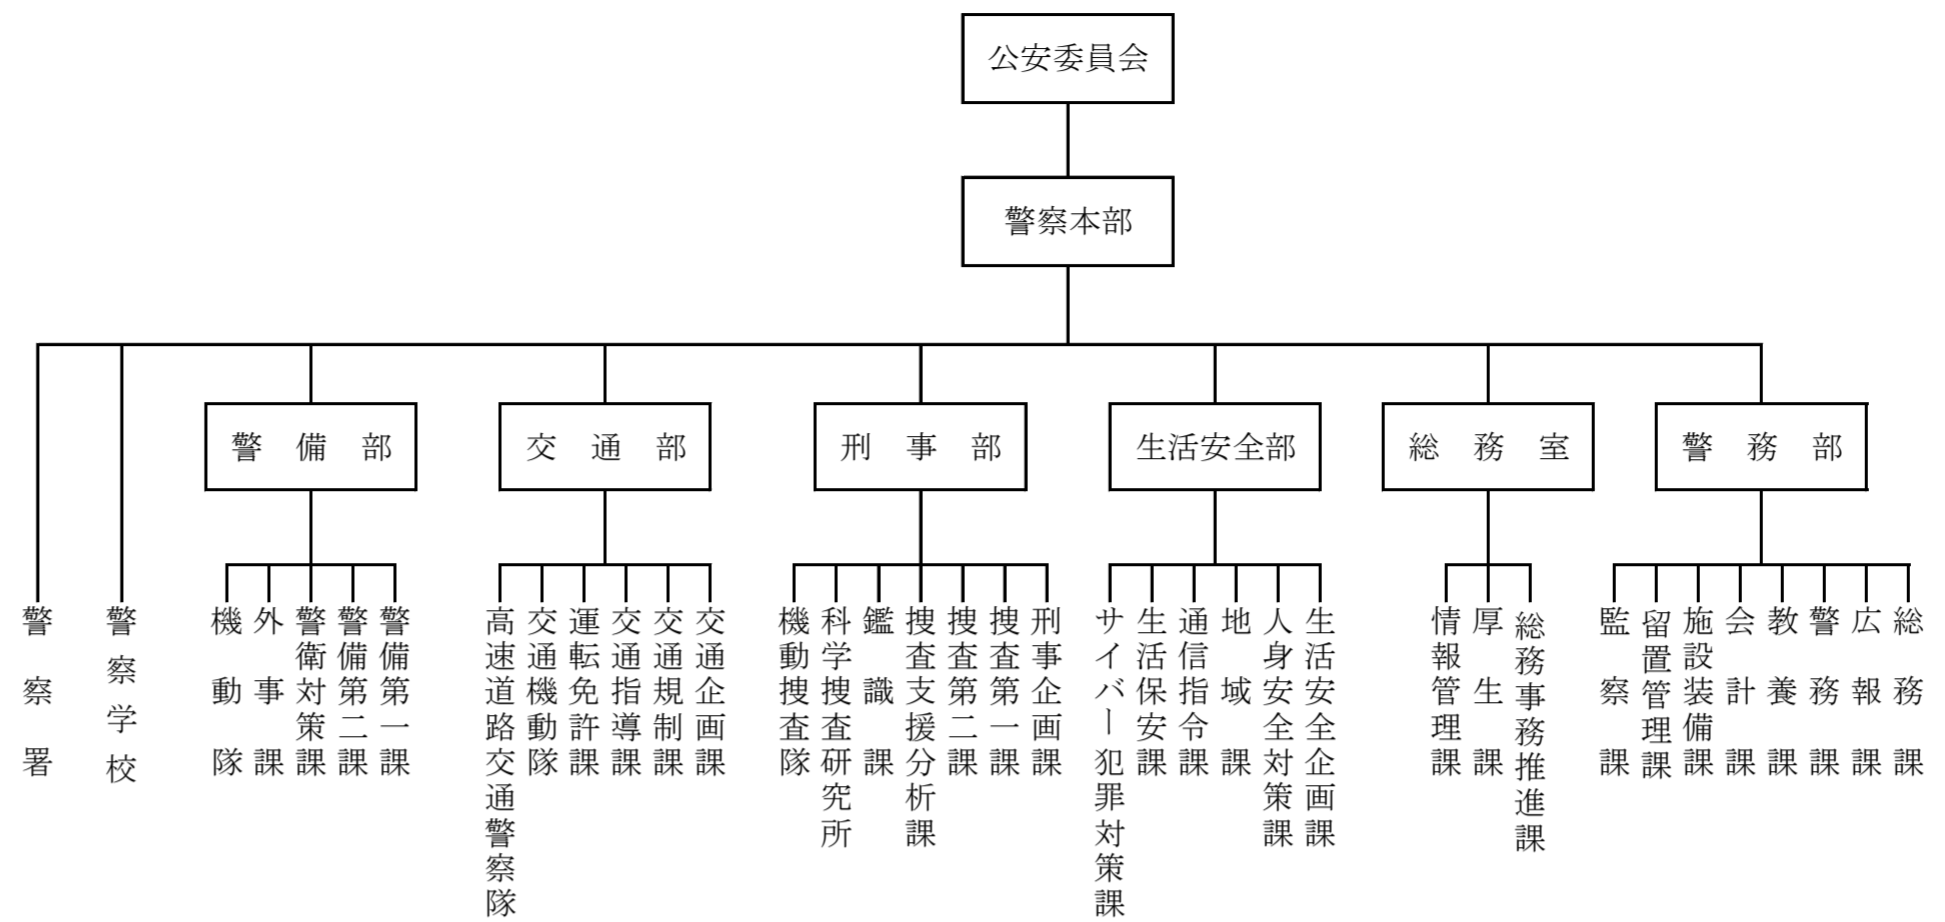 公安委員会
警察本部
警務部
総務室
生活安全部
刑事部
交通部
警備部
総務課
広報課
警務課
教養課
会計課
施設装備課
留置管理課
監察課
総務事務推進課
厚生課
情報管理課
生活安全企画課
人身安全対策課
地域課
通信指令課
生活保安課
サイバー犯罪対策課
刑事企画課
捜査第一課
捜査第二課
捜査支援分析課
鑑識課
科学捜査研究所
機動捜査隊
交通企画課
交通規制課
交通指導課
運転免許課
交通機動隊
高速道路交通警察隊
警備第一課
警備第二課
警衛対策課
外事課
機動隊
警察学校
警察署